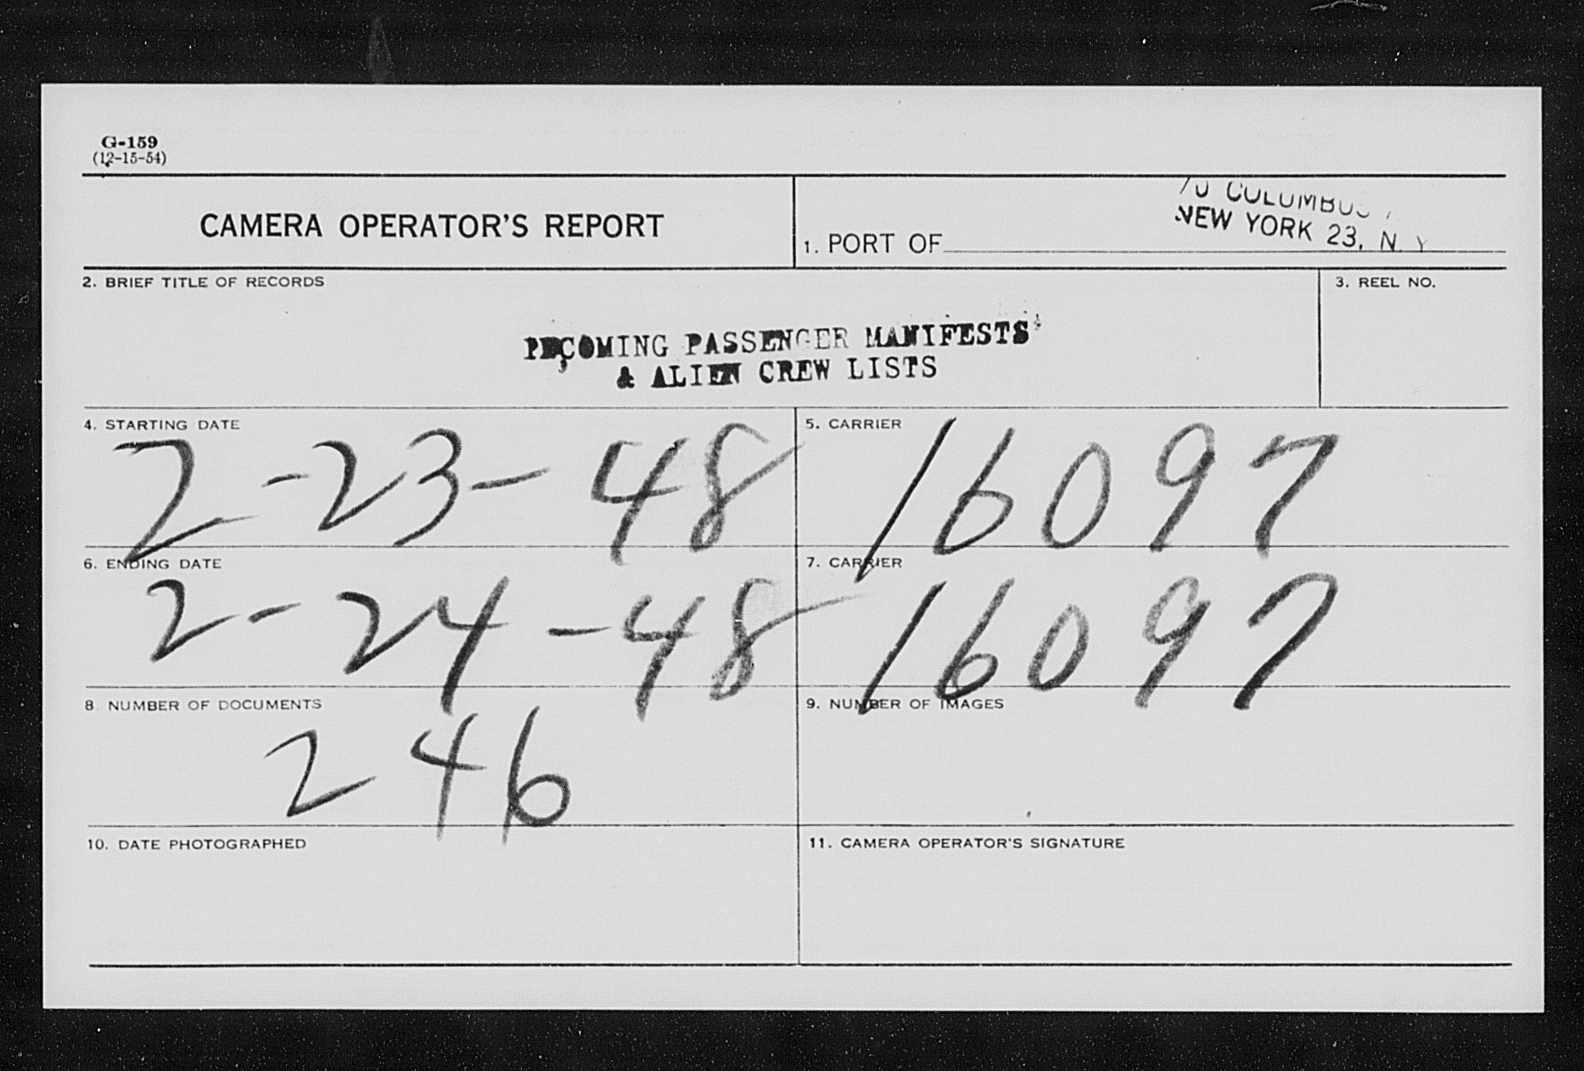 G-159
(12-15-54)
CAMERA OPERATOR'S REPORT
1. PORT OF
70 COLUMBUS
NEW YORK 23, N Y
2. BRIEF TITLE OF RECORDS
3. REEL NO.
PASSENGER MANIFESTS
& ALIEN CREW LISTS
4. STARTING DATE
2-23-48
5. CARRIER
16097
6. ENDING DATE
2-24-48
7. CARRIER
16097
8 NUMBER OF DOCUMENTS
246
9. NUMBER OF IMAGES
10. DATE PHOTOGRAPHED
11. CAMERA OPERATOR'S SIGNATURE